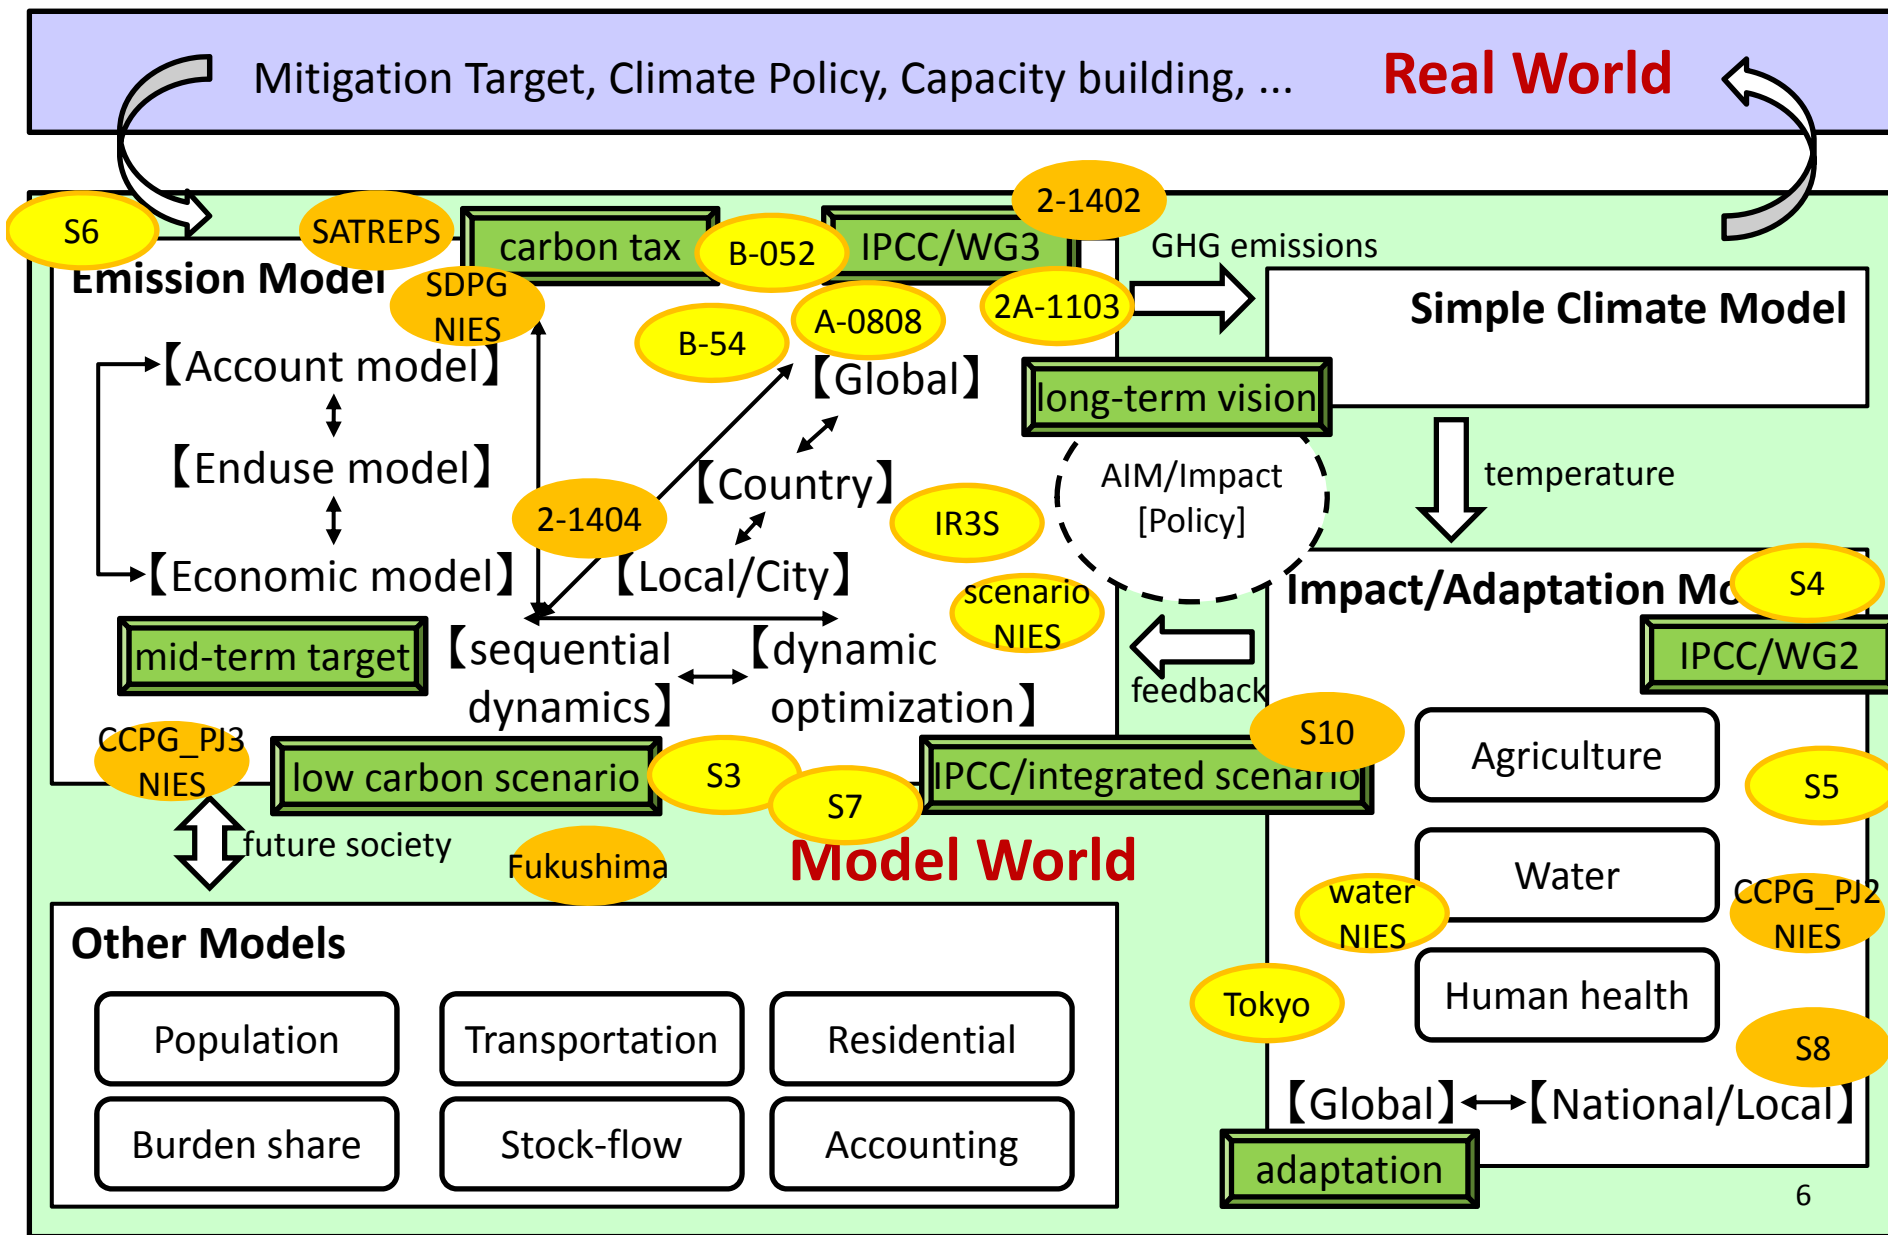 Mitigation Target, Climate Policy, Capacity building, ...
Real World
S6
SATREPS
carbon tax
B-052
IPCC/WG3
2-1402
GHG emissions
Emission Model
SDPG
NIES
B-54
A-0808
2A-1103
Simple Climate Model
【Account model】
【Global】
long-term vision
【Enduse model】
【Country】
AIM/Impact
[Policy]
temperature
2-1404
IR3S
【Economic model】
【Local/City】
scenario
NIES
Impact/Adaptation Mo
S4
mid-term target
【sequential
dynamics】
【dynamic
optimization】
feedback
IPCC/WG2
CCPG_PJ3
NIES
low carbon scenario
S3
S7
IPCC/integrated scenario
S10
Agriculture
S5
future society
Fukushima
Model World
Water
water
NIES
CCPG_PJ2
NIES
Other Models
Human health
Tokyo
Population
Transportation
Residential
S8
Burden share
Stock-flow
Accounting
【Global】
【National/Local】
adaptation
6